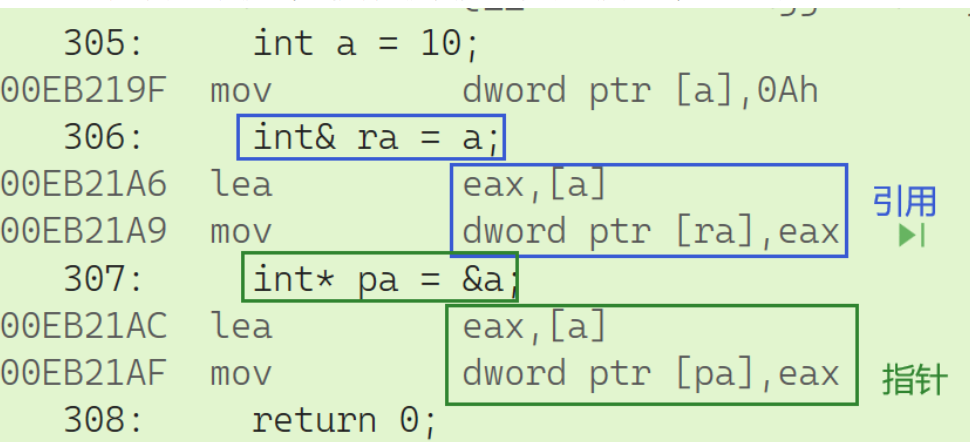 305: int a = 10;
00EB219F mov dword ptr [a],0Ah
306: int& ra = a;
00EB21A6 lea eax,[a]
引用
00EB21A9 mov dword ptr [ra],eax
307: int* pa = &a;
00EB21AC lea eax,[a]
00EB21AF mov dword ptr [pa],eax
指针
308: return 0;